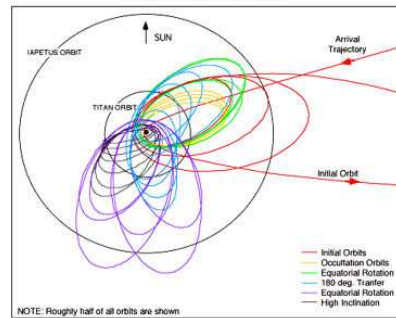 SUN
Arrival
Trajectory
IAPETUS ORBIT
TITAN ORBIT
Initial Orbit
Initial Orbits
Occultation Orbits
Equatorial Rotation
180 deg. Tranfer
Equatorial Rotation
High Inclination
NOTE: Roughly half of all orbits are shown